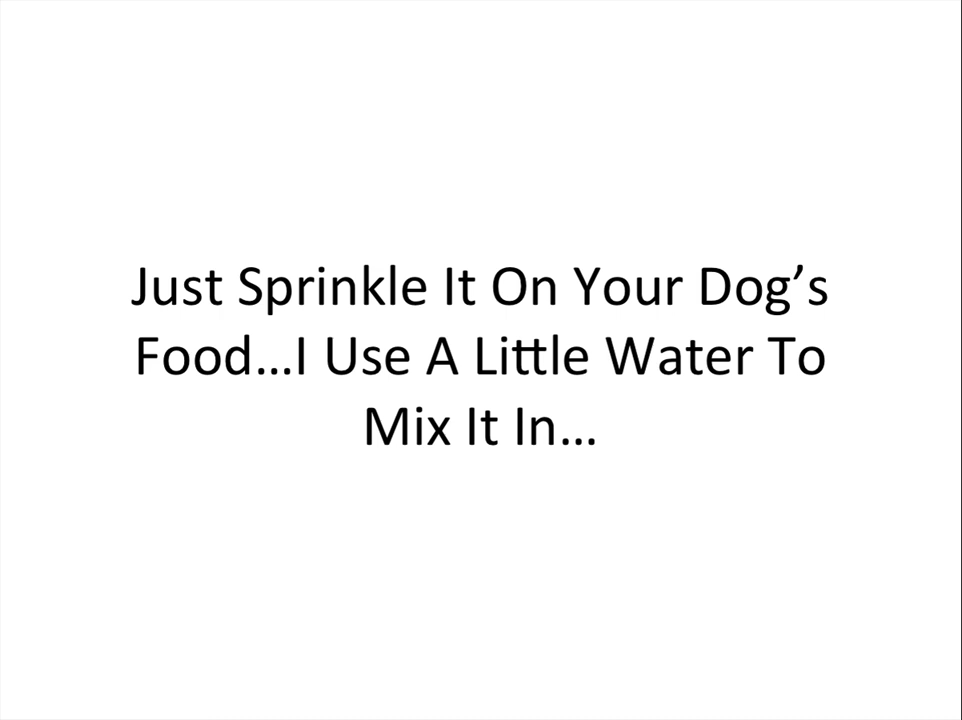 Just Sprinkle It On Your Dog’s
Food…I Use A Little Water To
Mix It In…